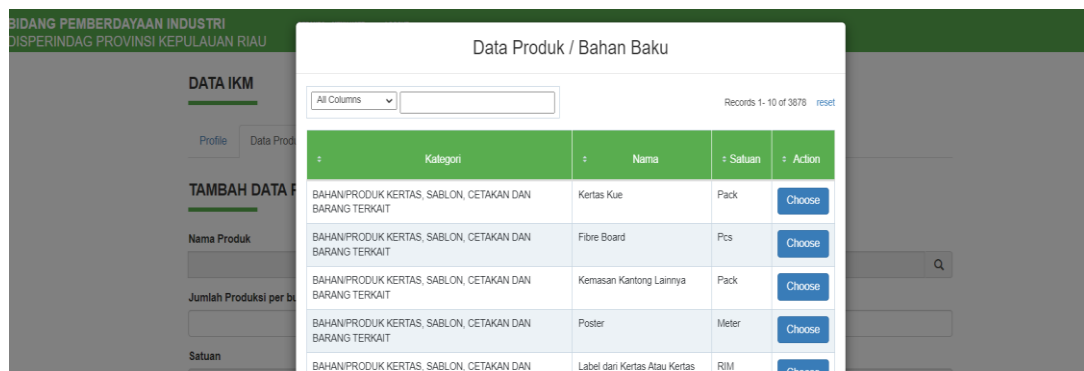 BIDANG PEMBERDAYAAN INDUSTRI
DISPERINDAG PROVINSI KEPULAUAN RIAU
DATA IKM
Profile
Data Produ
TAMBAH DATA P
Nama Produk
Jumlah Produksi per bu
Satuan
Data Produk / Bahan Baku
All Columns
Records 1- 10 of 3878 reset
Kategori Nama Satuan Action
BAHAN/PRODUK KERTAS, SABLON, CETAKAN DAN Kertas Kue Pack Choose
BARANG TERKAIT
BAHAN/PRODUK KERTAS, SABLON, CETAKAN DAN Fibre Board Pcs Choose
BARANG TERKAIT
BAHAN/PRODUK KERTAS, SABLON, CETAKAN DAN Kemasan Kantong Lainnya Pack Choose
BARANG TERKAIT
BAHAN/PRODUK KERTAS, SABLON, CETAKAN DAN Poster Meter Choose
BARANG TERKAIT
BAHAN/PRODUK KERTAS, SABLON, CETAKAN DAN Label dari Kertas Atau Kertas RIM Choose